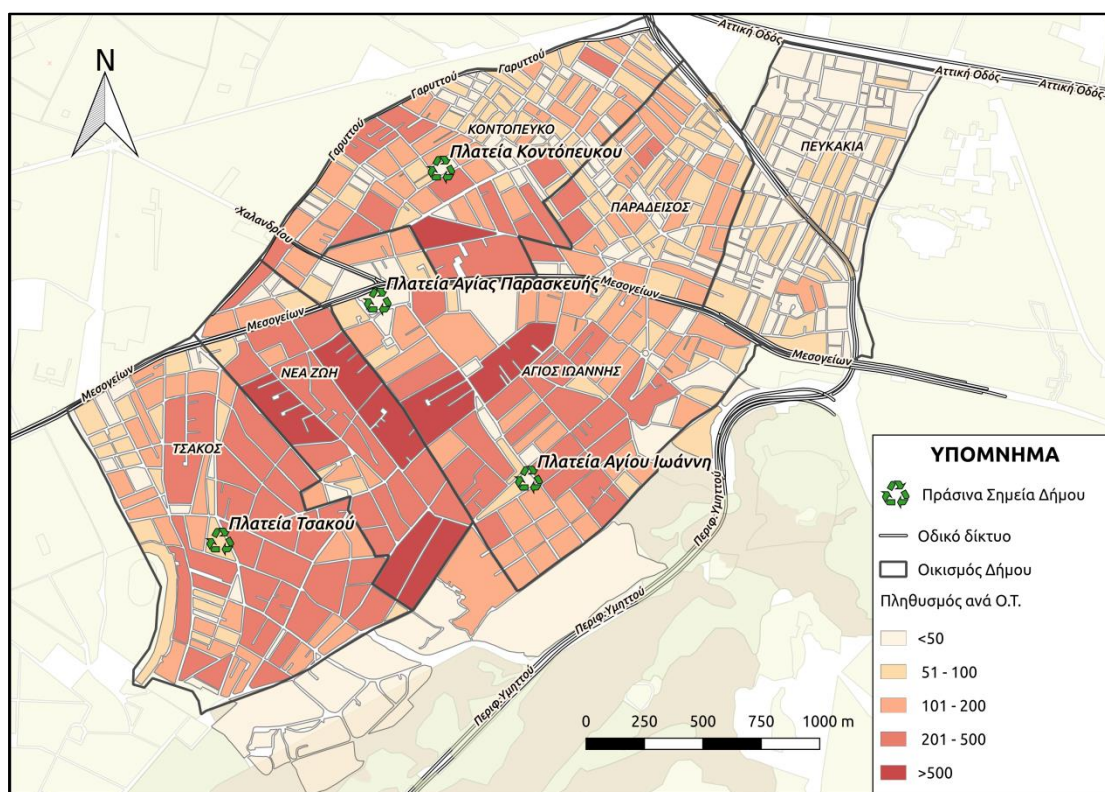 N
Αττική Οδός
Αττική Οδός
Αττική Οδός
Γαρυττού
Γαρυττού
Γαρυττού
ΚΟΝΤΟΠΕΥΚΟ
Πλατεία Κοντόπευκου
ΠΕΥΚΑΚΙΑ
ΠΑΡΑΔΕΙΣΟΣ
Χαλανδρίου
Πλατεία Αγίας Παρασκευής
Μεσογείων
Μεσογείων
Μεσογείων
Μεσογείων
ΝΕΑ ΖΩΗ
ΑΓΙΟΣ ΙΩΑΝΝΗΣ
ΤΣΑΚΟΣ
Πλατεία Αγίου Ιωάννη
Πλατεία Τσακού
Περιφ.Υμηττού
Περιφ.Υμηττού
Περιφ.Υμηττού
0 250 500 750 1000 m
ΥΠΟΜΝΗΜΑ
Πράσινα Σημεία Δήμου
Οδικό δίκτυο
Οικισμός Δήμου
Πληθυσμός ανά Ο.Τ.
<50
51 - 100
101 - 200
201 - 500
>500